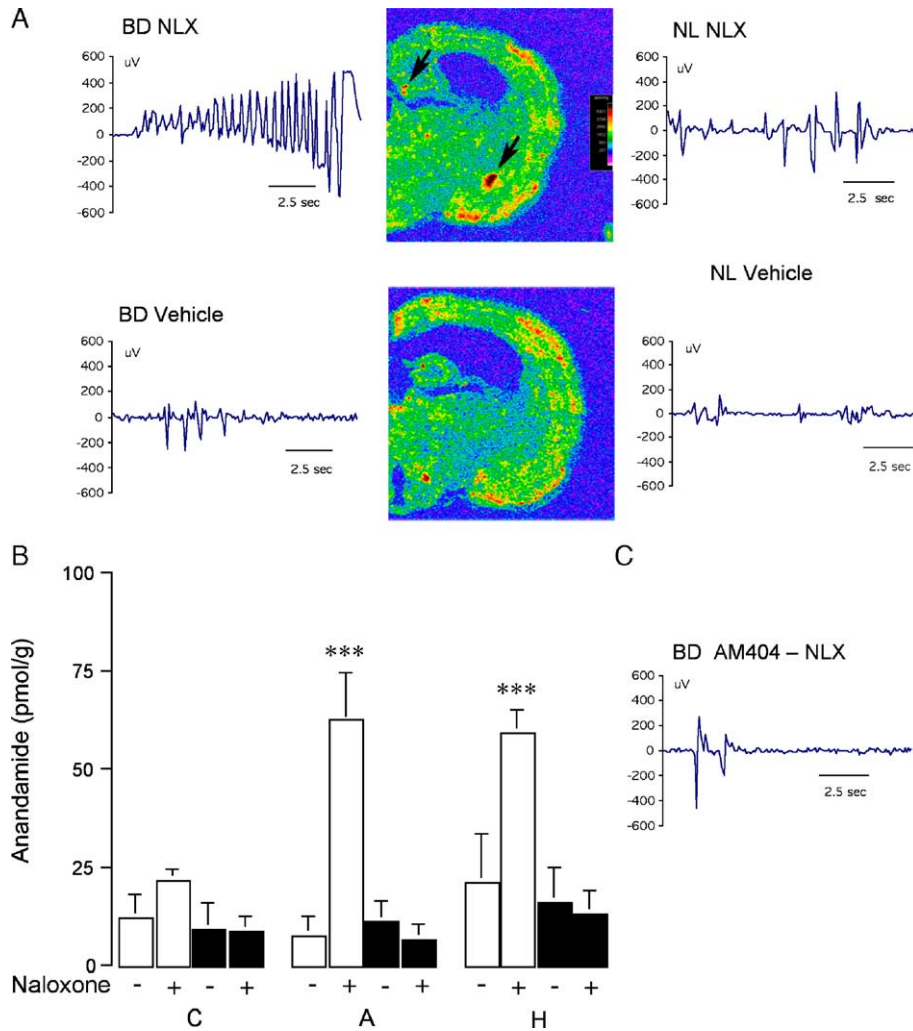 A
BD NLX
600
uV
400
200
0
-200
-400
-600
2.5 sec
NL NLX
600
uV
400
200
0
-200
-400
-600
2.5 sec
BD Vehicle
600
uV
400
200
0
-200
-400
-600
2.5 sec
NL Vehicle
600
uV
400
200
0
-200
-400
-600
2.5 sec
B
Anandamide (pmol/g)
100
75
50
25
0
***
***
Naloxone - + - + - + - + - + - +
C A H
C
BD AM404 – NLX
600
uV
400
200
0
-200
-400
-600
2.5 sec